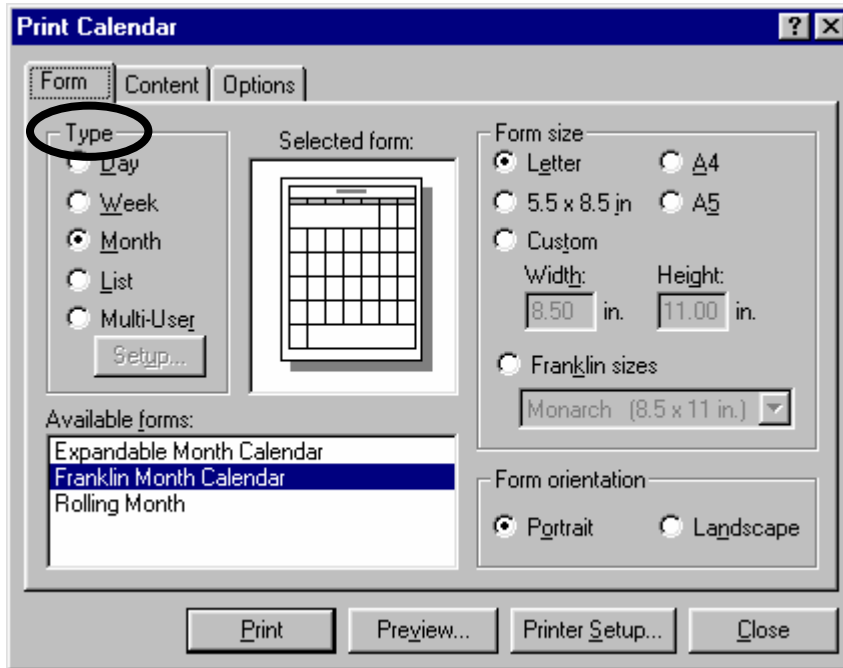 Print Calendar
Form Content Options
Type
Day
Week
Month
List
Multi-User
Setup...
Selected form:
Form size
Letter A4
5.5 x 8.5 in A5
Custom
Width: Height:
8.50 in. 11.00 in.
Franklin sizes
Monarch (8.5 x 11 in.)
Available forms:
Expandable Month Calendar
Franklin Month Calendar
Rolling Month
Form orientation
Portrait Landscape
Print Preview... Printer Setup... Close